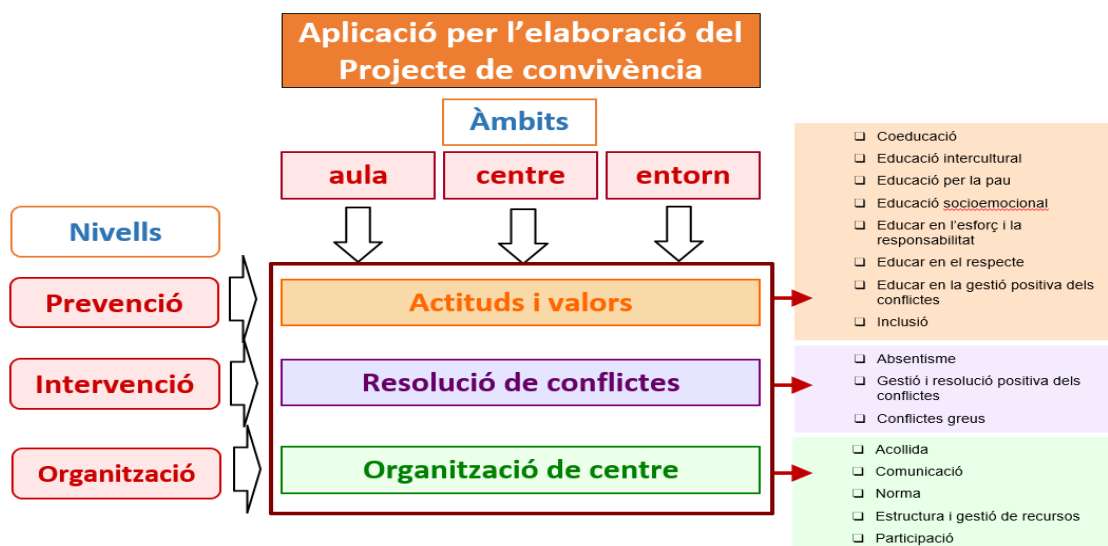 Aplicació per l’elaboració del
Projecte de convivència
Àmbits
aula
centre
entorn
Nivells
Prevenció
Intervenció
Organització
Actituds i valors
Resolució de conflictes
Organització de centre
❑ Coeducació
❑ Educació intercultural
❑ Educació per la pau
❑ Educació socioemocional
❑ Educar en l’esforç i la
responsabilitat
❑ Educar en el respecte
❑ Educar en la gestió positiva dels
conflictes
❑ Inclusió
❑ Absentisme
❑ Gestió i resolució positiva dels
conflictes
❑ Conflictes greus
❑ Acollida
❑ Comunicació
❑ Norma
❑ Estructura i gestió de recursos
❑ Participació